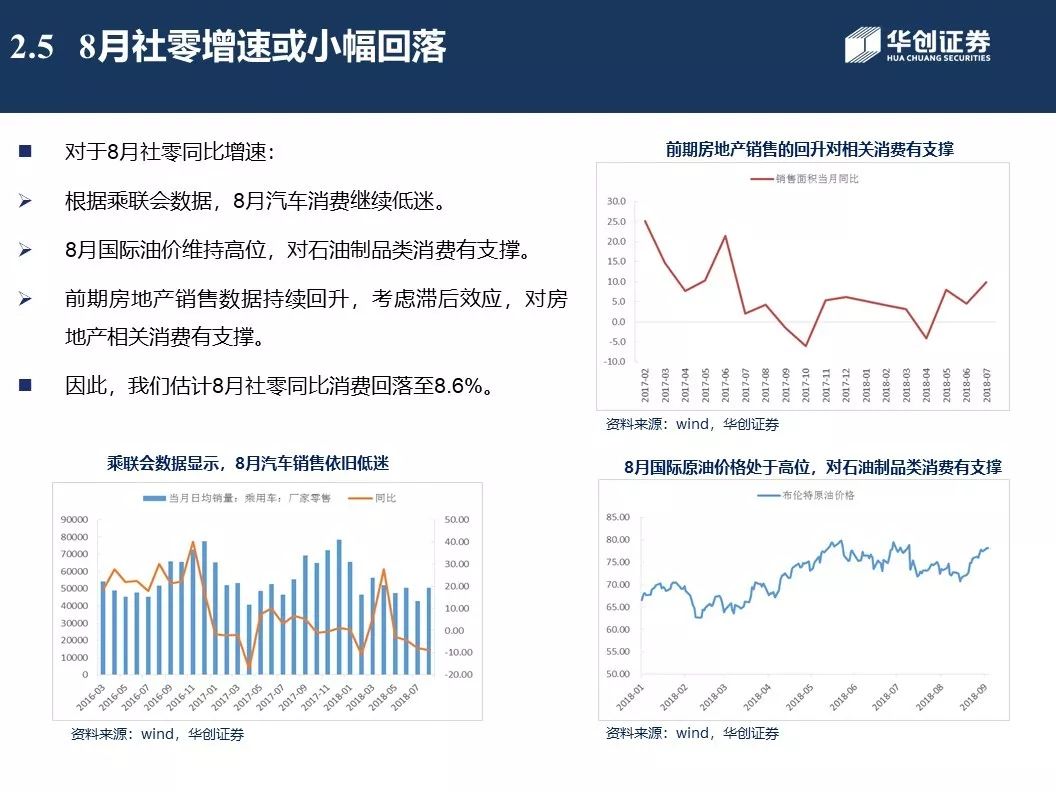 2.5 8月社零增速或小幅回落
华创证券
HUA CHUANG SECURITIES
对于8月社零同比增速：
根据乘联会数据，8月汽车消费继续低迷。
8月国际油价维持高位，对石油制品类消费有支撑。
前期房地产销售数据持续回升，考虑滞后效应，对房
地产相关消费有支撑。
因此，我们估计8月社零同比消费回落至8.6%。
前期房地产销售的回升对相关消费有支撑
销售面积当月同比
30.0
25.0
20.0
15.0
10.0
5.0
0.0
-5.0
-10.0
2017-02 2017-03 2017-04 2017-05 2017-06 2017-07 2017-08 2017-09 2017-10 2017-11 2017-12 2018-01 2018-02 2018-03 2018-04 2018-05 2018-06 2018-07
资料来源：wind，华创证券
乘联会数据显示，8月汽车销售依旧低迷
当月日均销量：乘用车：厂家零售 同比
90000 50.00
80000 40.00
70000 30.00
60000 20.00
50000 10.00
40000 0.00
30000 -10.00
20000 -20.00
10000
0
2016-03 2016-05 2016-07 2016-09 2016-11 2017-01 2017-03 2017-05 2017-07 2017-09 2017-11 2018-01 2018-03 2018-05 2018-07
资料来源：wind，华创证券
8月国际原油价格处于高位，对石油制品类消费有支撑
布伦特原油价格
85.00
80.00
75.00
70.00
65.00
60.00
55.00
50.00
2018-01 2018-02 2018-03 2018-04 2018-05 2018-06 2018-07 2018-08 2018-09
资料来源：wind，华创证券